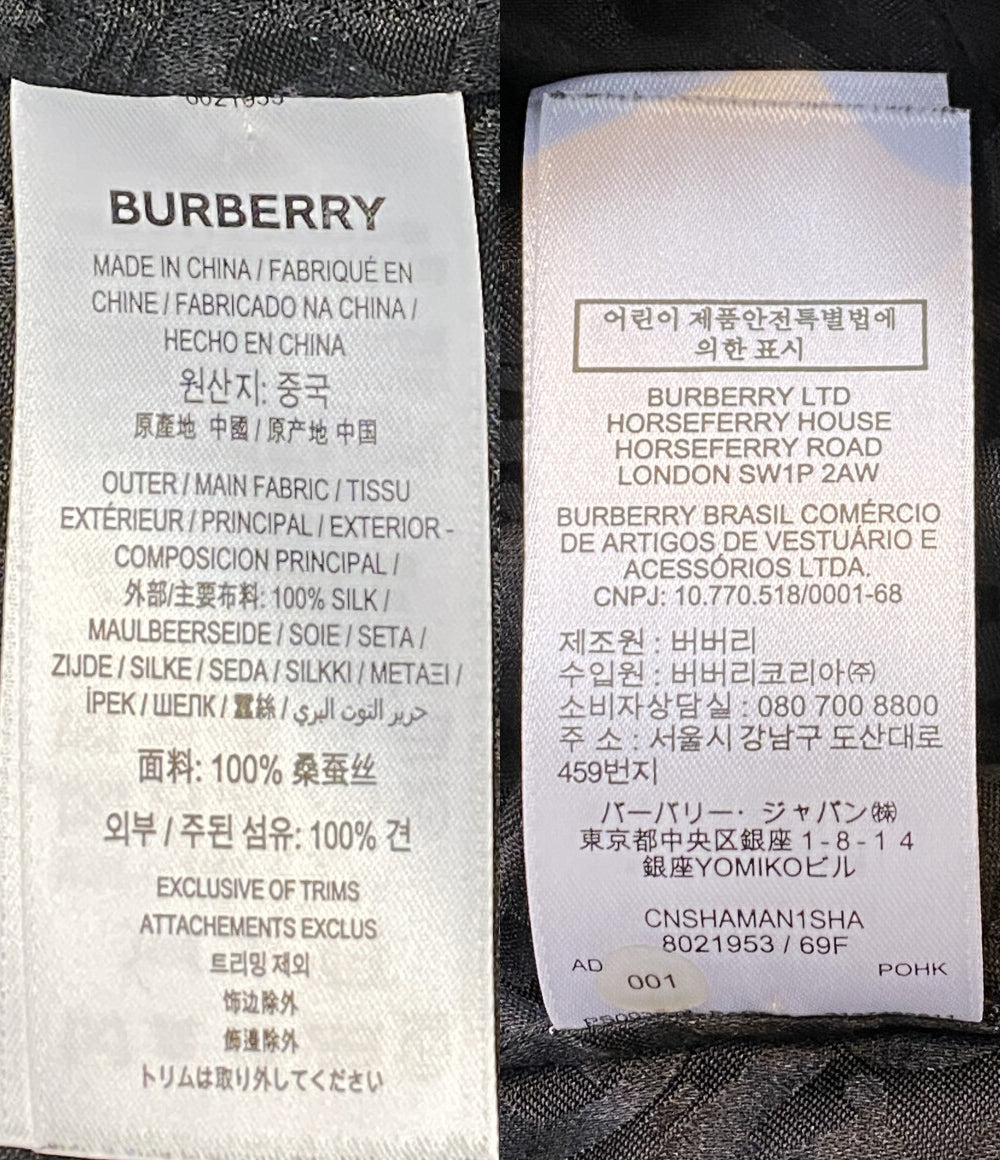 8021953
BURBERRY
MADE IN CHINA / FABRIQUÉ EN
CHINE / FABRICADO NA CHINA /
HECHO EN CHINA
원산지: 중국
原產地 中國 / 原产地 中国
OUTER / MAIN FABRIC / TISSU
EXTÉRIEUR / PRINCIPAL / EXTERIOR -
COMPOSICION PRINCIPAL /
外部/主要布料: 100% SILK /
MAULBEERSEIDE / SOIE / SETA /
ZIJDE / SILKE / SEDA / SILKKI / ΜΕΤΑΞΙ /
İPEK / ШЕЛК / 蠶絲 / حرير التوت البري
面料: 100% 桑蚕丝
외부 / 주된 섬유: 100% 견
EXCLUSIVE OF TRIMS
ATTACHEMENTS EXCLUS
트리밍 제외
饰边除外
飾邊除外
トリムは取り外してください
어린이 제품안전특별법에
의한 표시
BURBERRY LTD
HORSEFERRY HOUSE
HORSEFERRY ROAD
LONDON SW1P 2AW
BURBERRY BRASIL COMÉRCIO
DE ARTIGOS DE VESTUÁRIO E
ACESSÓRIOS LTDA.
CNPJ: 10.770.518/0001-68
제조원 : 버버리
수입원 : 버버리코리아㈜
소비자상담실 : 080 700 8800
주 소 : 서울시 강남구 도산대로
459번지
バーバリー・ ジャパン㈱
東京都中央区銀座 1 - 8 - 1 4
銀座YOMIKOビル
CNSHAMAN1SHA
8021953 / 69F
AD
001
POHK